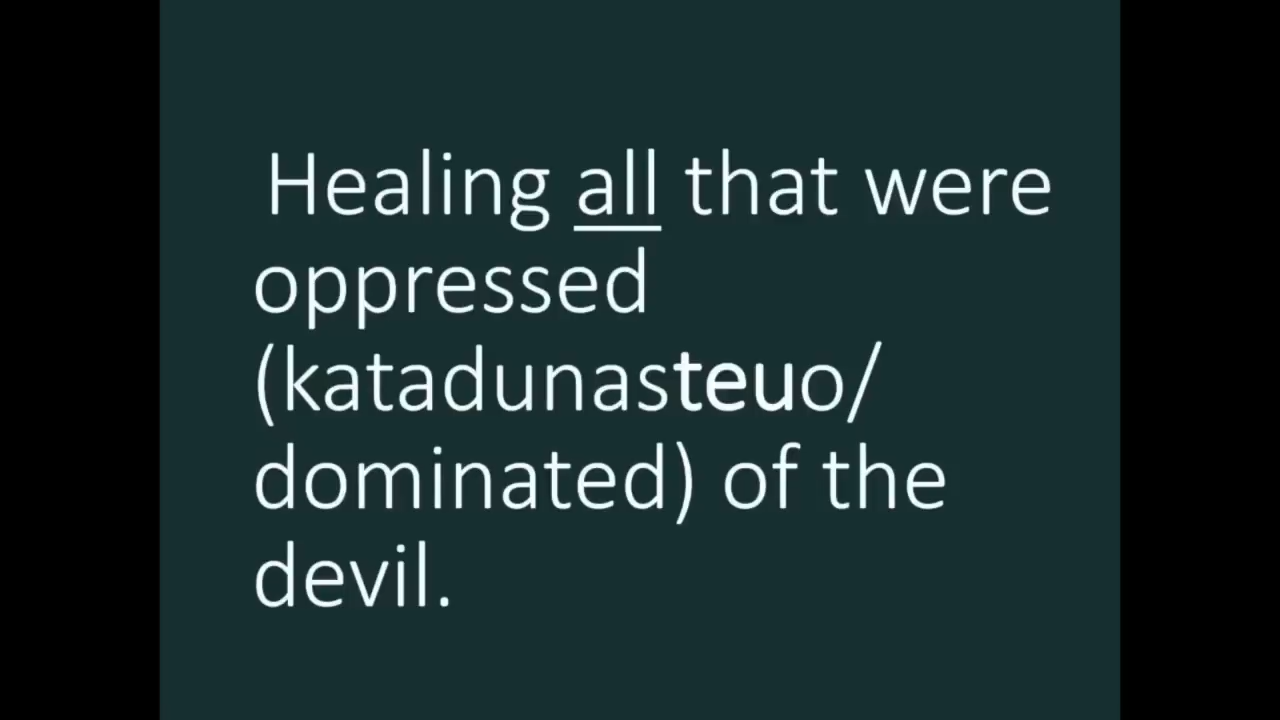 Healing all that were
oppressed
(katadunasteuo/
dominated) of the
devil.